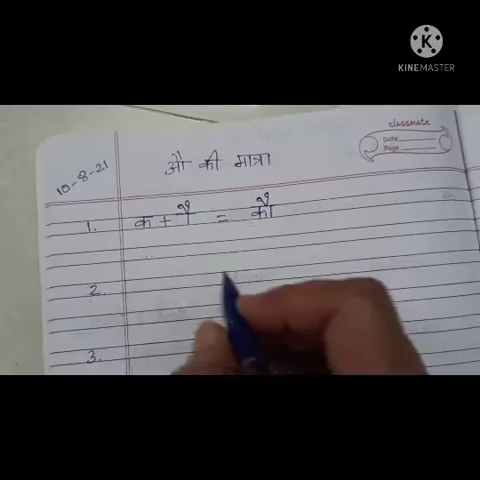 K
KINEMASTER
classmate
Date
Page
10-8-21
औ की मात्रा
1. क + ौ = कौ
2.
3.